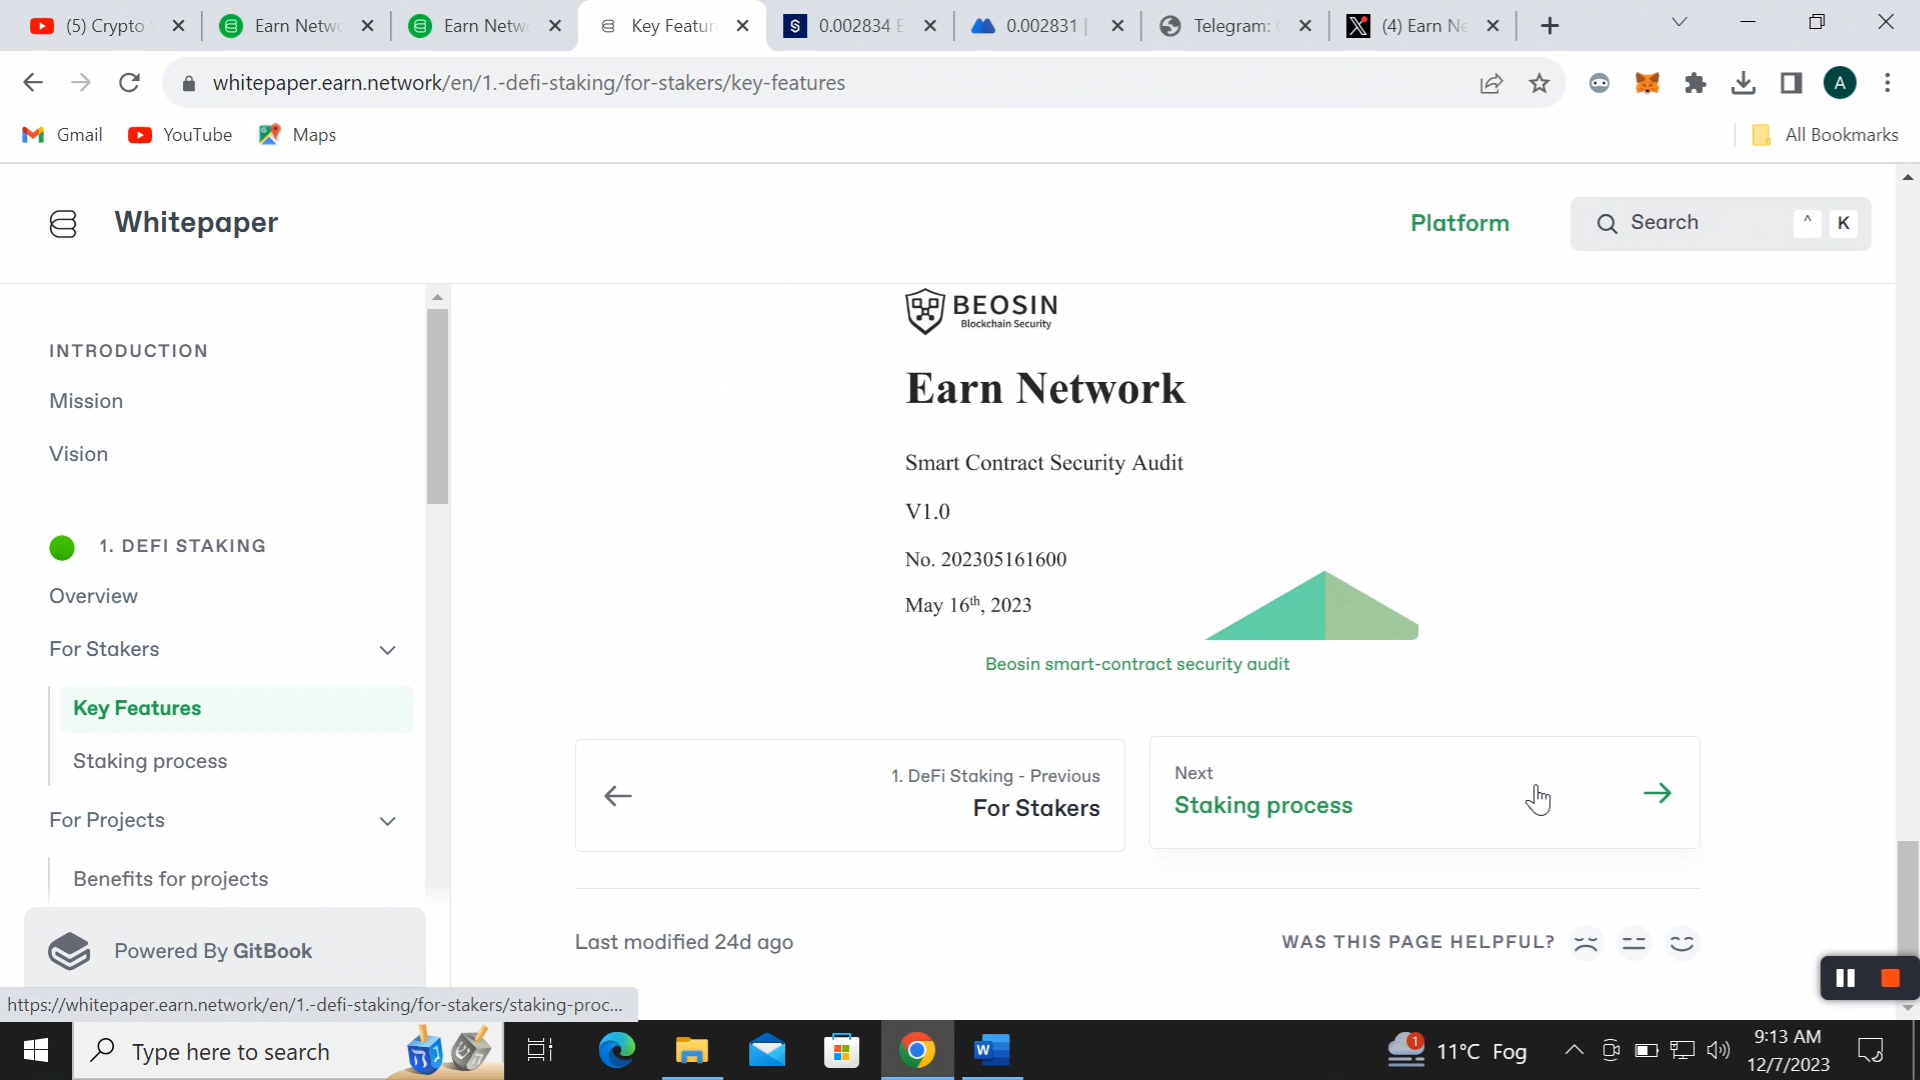 (5) Crypto
Earn Netw
Earn Netw
Key Featur
0.002834 E
0.002831 |
Telegram:
(4) Earn Ne
whitepaper.earn.network/en/1.-defi-staking/for-stakers/key-features
A
Gmail
YouTube
Maps
All Bookmarks
Whitepaper
Platform
Search
^ K
INTRODUCTION
Mission
Vision
1. DEFI STAKING
Overview
For Stakers
Key Features
Staking process
For Projects
Benefits for projects
Powered By GitBook
BEOSIN
Blockchain Security
Earn Network
Smart Contract Security Audit
V1.0
No. 202305161600
May 16th, 2023
Beosin smart-contract security audit
1. DeFi Staking - Previous
For Stakers
Next
Staking process
Last modified 24d ago
WAS THIS PAGE HELPFUL?
https://whitepaper.earn.network/en/1.-defi-staking/for-stakers/staking-proc...
Type here to search
1
11°C Fog
9:13 AM
12/7/2023